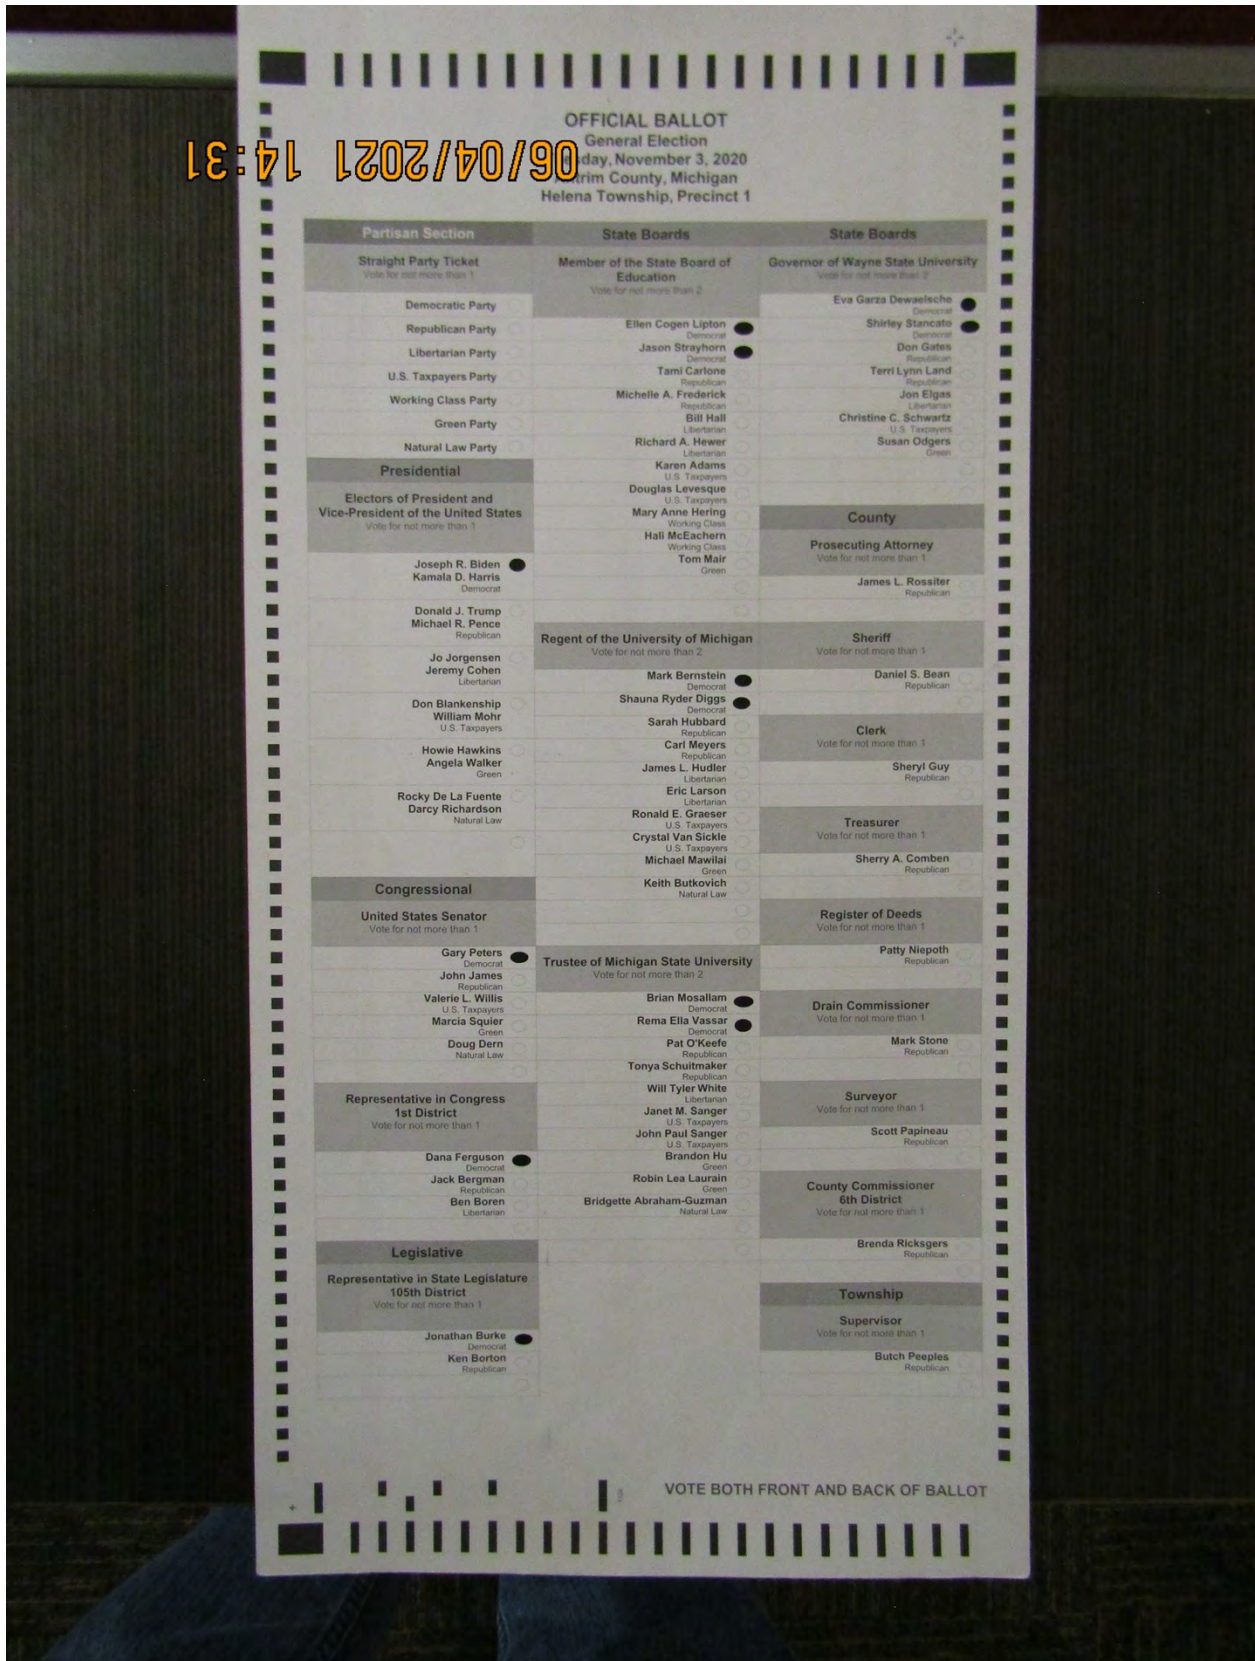 OFFICIAL BALLOT
General Election
sday, November 3, 2020
trim County, Michigan
Helena Township, Precinct 1
06/04/2021 14:31
Partisan Section
Straight Party Ticket
Vote for not more than 1
Democratic Party
Republican Party
Libertarian Party
U.S. Taxpayers Party
Working Class Party
Green Party
Natural Law Party
Presidential
Electors of President and
Vice-President of the United States
Vote for not more than 1
Joseph R. Biden
Kamala D. Harris
Democrat
Donald J. Trump
Michael R. Pence
Republican
Jo Jorgensen
Jeremy Cohen
Libertarian
Don Blankenship
William Mohr
U.S. Taxpayers
Howie Hawkins
Angela Walker
Green
Rocky De La Fuente
Darcy Richardson
Natural Law
Congressional
United States Senator
Vote for not more than 1
Gary Peters
Democrat
John James
Republican
Valerie L. Willis
U.S. Taxpayers
Marcia Squier
Green
Doug Dern
Natural Law
Representative in Congress
1st District
Vote for not more than 1
Dana Ferguson
Democrat
Jack Bergman
Republican
Ben Boren
Libertarian
Legislative
Representative in State Legislature
105th District
Vote for not more than 1
Jonathan Burke
Democrat
Ken Borton
Republican
State Boards
Member of the State Board of
Education
Vote for not more than 2
Ellen Cogen Lipton
Democrat
Jason Strayhorn
Democrat
Tami Carlone
Republican
Michelle A. Frederick
Republican
Bill Hall
Libertarian
Richard A. Hewer
Libertarian
Karen Adams
U.S. Taxpayers
Douglas Levesque
U.S. Taxpayers
Mary Anne Hering
Working Class
Hali McEachern
Working Class
Tom Mair
Green
Regent of the University of Michigan
Vote for not more than 2
Mark Bernstein
Democrat
Shauna Ryder Diggs
Democrat
Sarah Hubbard
Republican
Carl Meyers
Republican
James L. Hudler
Libertarian
Eric Larson
Libertarian
Ronald E. Graeser
U.S. Taxpayers
Crystal Van Sickle
U.S. Taxpayers
Michael Mawilai
Green
Keith Butkovich
Natural Law
Trustee of Michigan State University
Vote for not more than 2
Brian Mosallam
Democrat
Rema Ella Vassar
Democrat
Pat O'Keefe
Republican
Tonya Schuitmaker
Republican
Will Tyler White
Libertarian
Janet M. Sanger
U.S. Taxpayers
John Paul Sanger
U.S. Taxpayers
Brandon Hu
Green
Robin Lea Laurain
Green
Bridgette Abraham-Guzman
Natural Law
State Boards
Governor of Wayne State University
Vote for not more than 2
Eva Garza Dewaelsche
Democrat
Shirley Stancato
Democrat
Don Gates
Republican
Terri Lynn Land
Republican
Jon Elgas
Libertarian
Christine C. Schwartz
U.S. Taxpayers
Susan Odgers
Green
County
Prosecuting Attorney
Vote for not more than 1
James L. Rossiter
Republican
Sheriff
Vote for not more than 1
Daniel S. Bean
Republican
Clerk
Vote for not more than 1
Sheryl Guy
Republican
Treasurer
Vote for not more than 1
Sherry A. Comben
Republican
Register of Deeds
Vote for not more than 1
Patty Niepoth
Republican
Drain Commissioner
Vote for not more than 1
Mark Stone
Republican
Surveyor
Vote for not more than 1
Scott Papineau
Republican
County Commissioner
6th District
Vote for not more than 1
Brenda Ricksgers
Republican
Township
Supervisor
Vote for not more than 1
Butch Peeples
Republican
VOTE BOTH FRONT AND BACK OF BALLOT